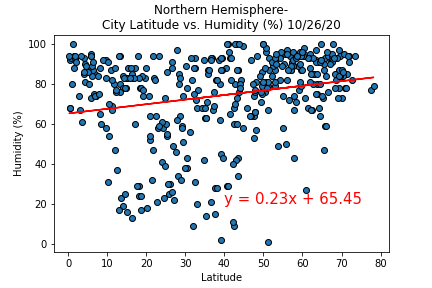 Northern Hemisphere-
City Latitude vs. Humidity (%) 10/26/20
Humidity (%)
100
80
60
40
20
0
y = 0.23x + 65.45
0 10 20 30 40 50 60 70 80
Latitude